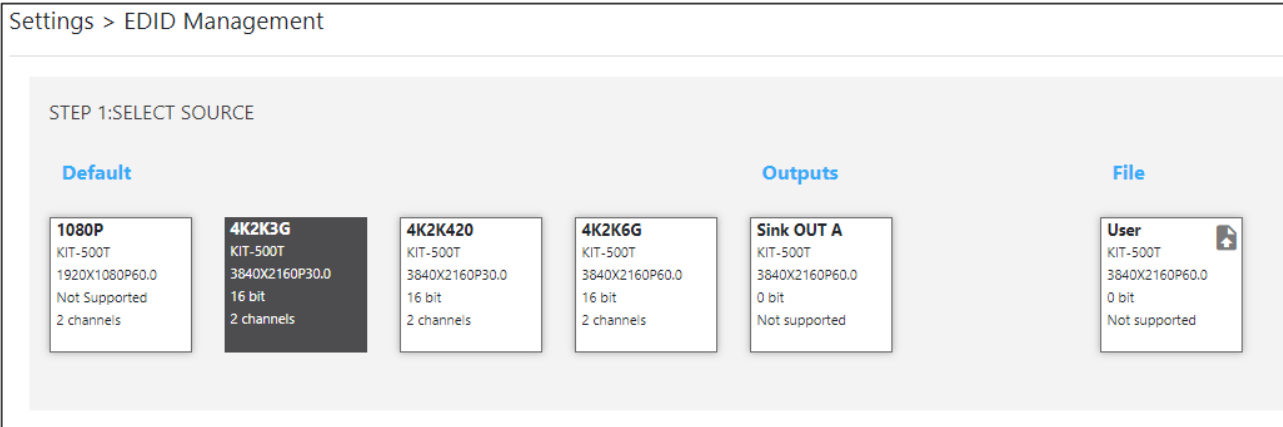 Settings > EDID Management
STEP 1:SELECT SOURCE
Default
Outputs
File
1080P
KIT-500T
1920X1080P60.0
Not Supported
2 channels
4K2K3G
KIT-500T
3840X2160P30.0
16 bit
2 channels
4K2K420
KIT-500T
3840X2160P30.0
16 bit
2 channels
4K2K6G
KIT-500T
3840X2160P60.0
16 bit
2 channels
Sink OUT A
KIT-500T
3840X2160P60.0
0 bit
Not supported
User
KIT-500T
3840X2160P60.0
0 bit
Not supported